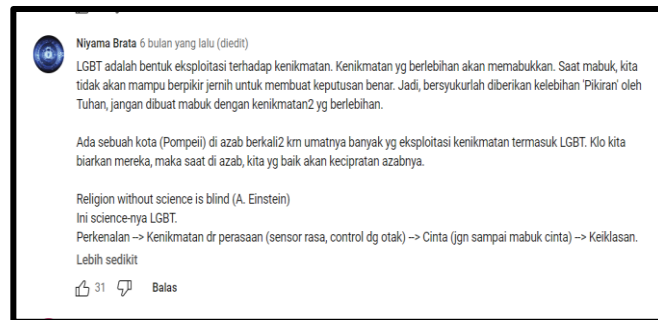 Niyama Brata 6 bulan yang lalu (diedit)
LGBT adalah bentuk eksploitasi terhadap kenikmatan. Kenikmatan yg berlebihan akan memabukkan. Saat mabuk, kita
tidak akan mampu berpikir jernih untuk membuat keputusan benar. Jadi, bersyukurlah diberikan kelebihan 'Pikiran' oleh
Tuhan, jangan dibuat mabuk dengan kenikmatan2 yg berlebihan.
Ada sebuah kota (Pompeii) di azab berkali2 krn umatnya banyak yg eksploitasi kenikmatan termasuk LGBT. Klo kita
biarkan mereka, maka saat di azab, kita yg baik akan kecipratan azabnya.
Religion without science is blind (A. Einstein)
Ini science-nya LGBT.
Perkenalan --> Kenikmatan dr perasaan (sensor rasa, control dg otak) --> Cinta (jgn sampai mabuk cinta) --> Keiklasan.
Lebih sedikit
31 Balas